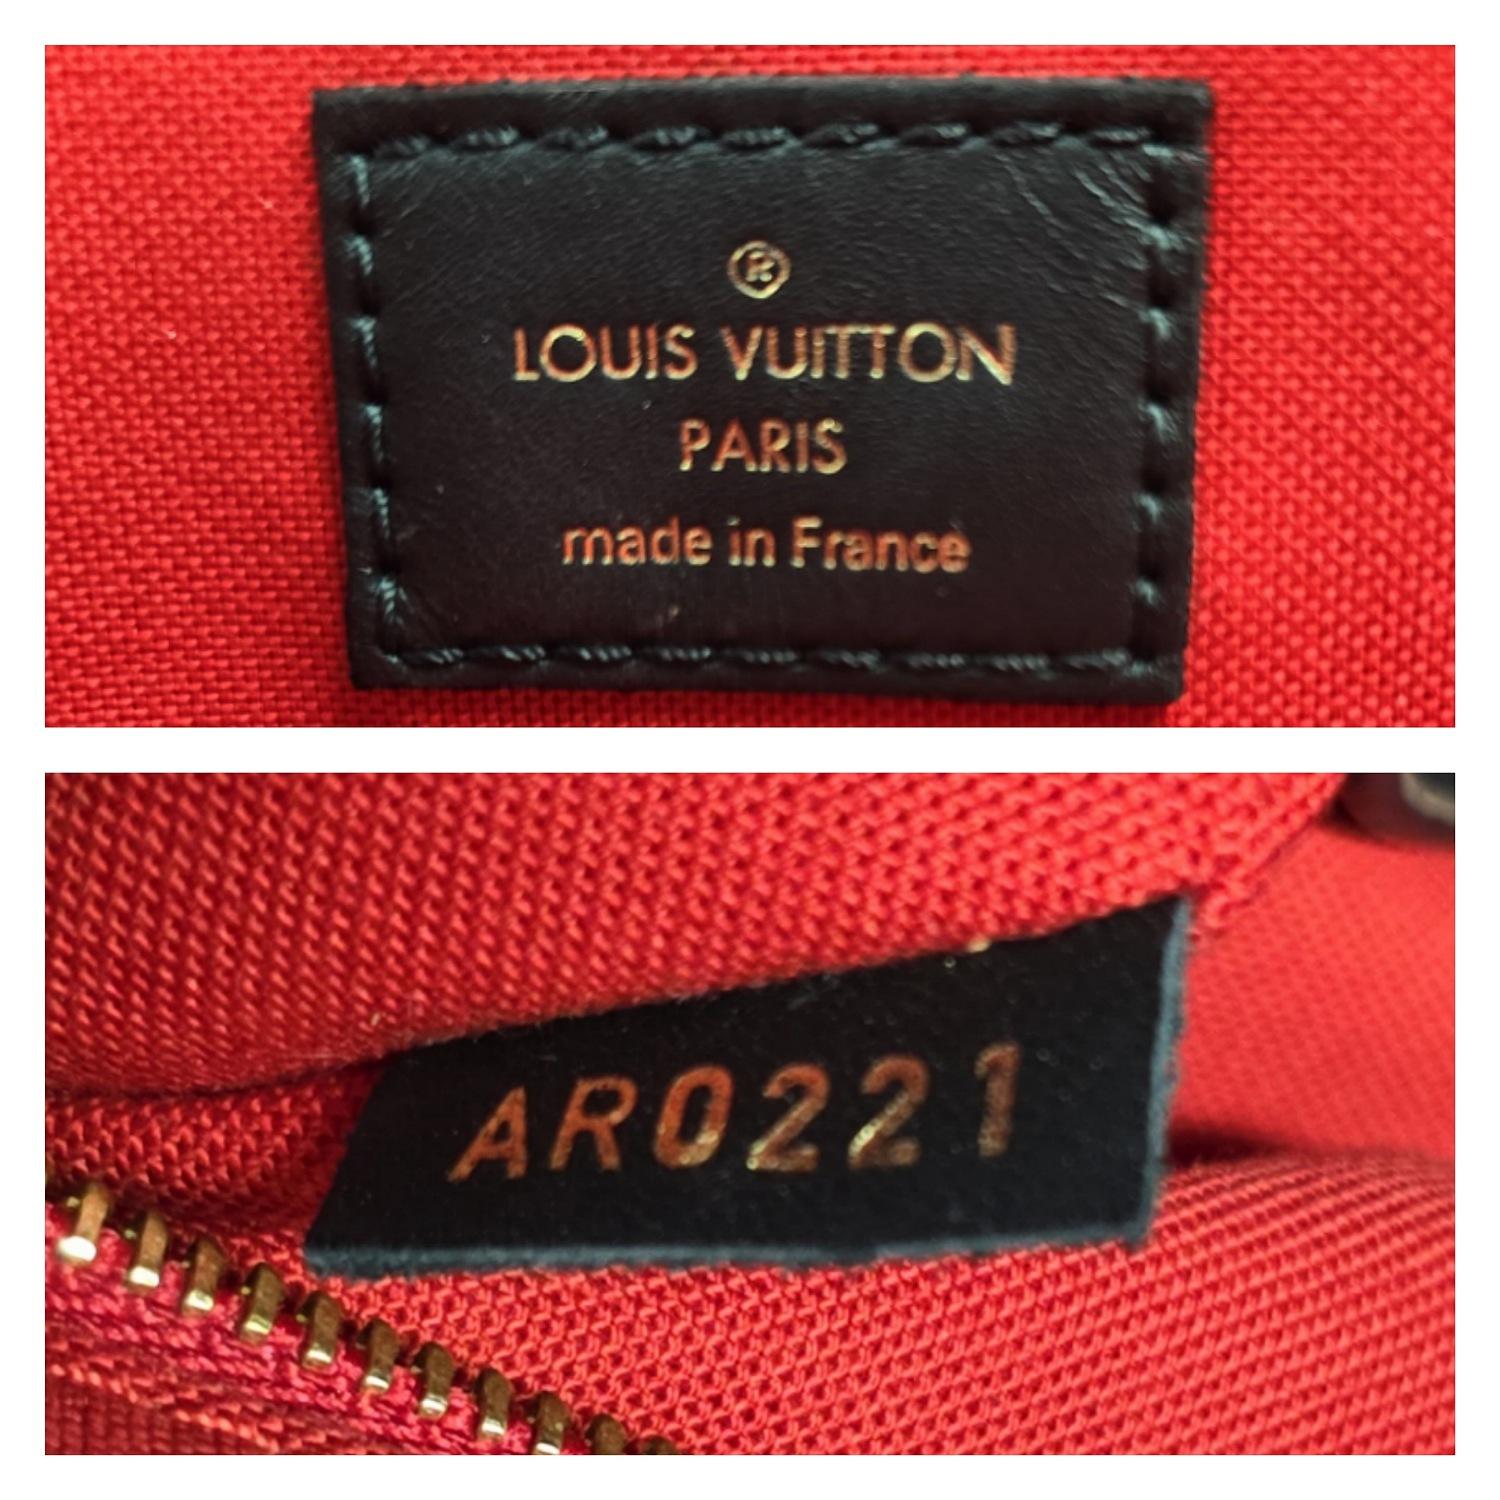 ®
LOUIS VUITTON
PARIS
made in France
AR0221